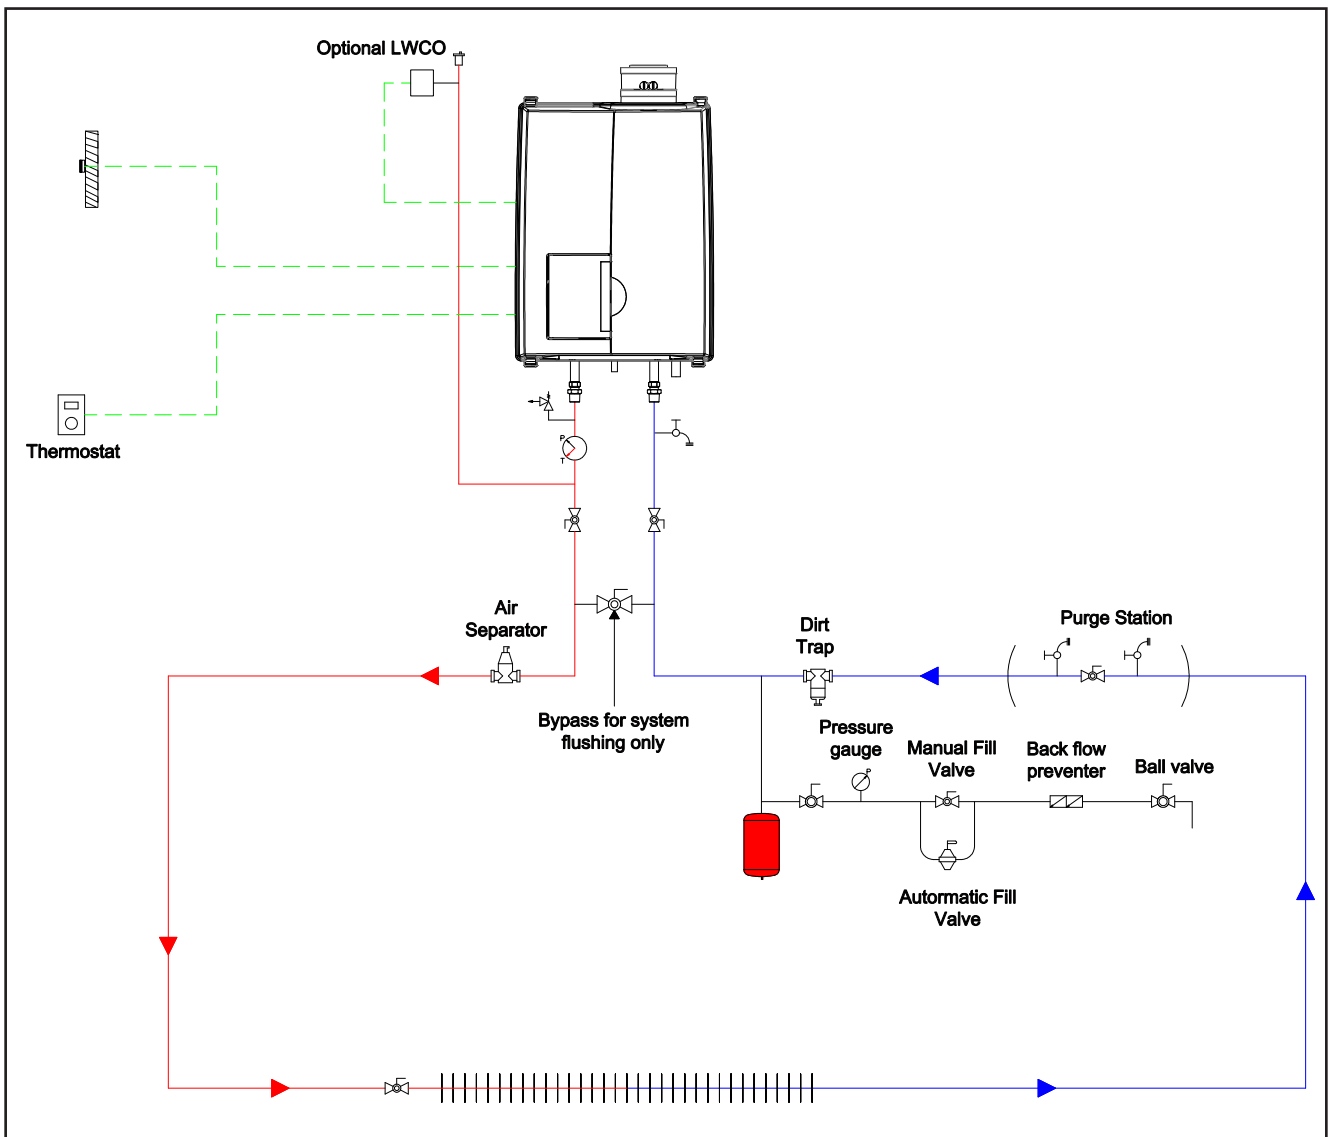 Optional LWCO
Thermostat
P
T
Air
Separator
Bypass for system
flushing only
Dirt
Trap
Purge Station
Pressure
gauge
P
Manual Fill
Valve
Back flow
preventer
Ball valve
Autormatic Fill
Valve